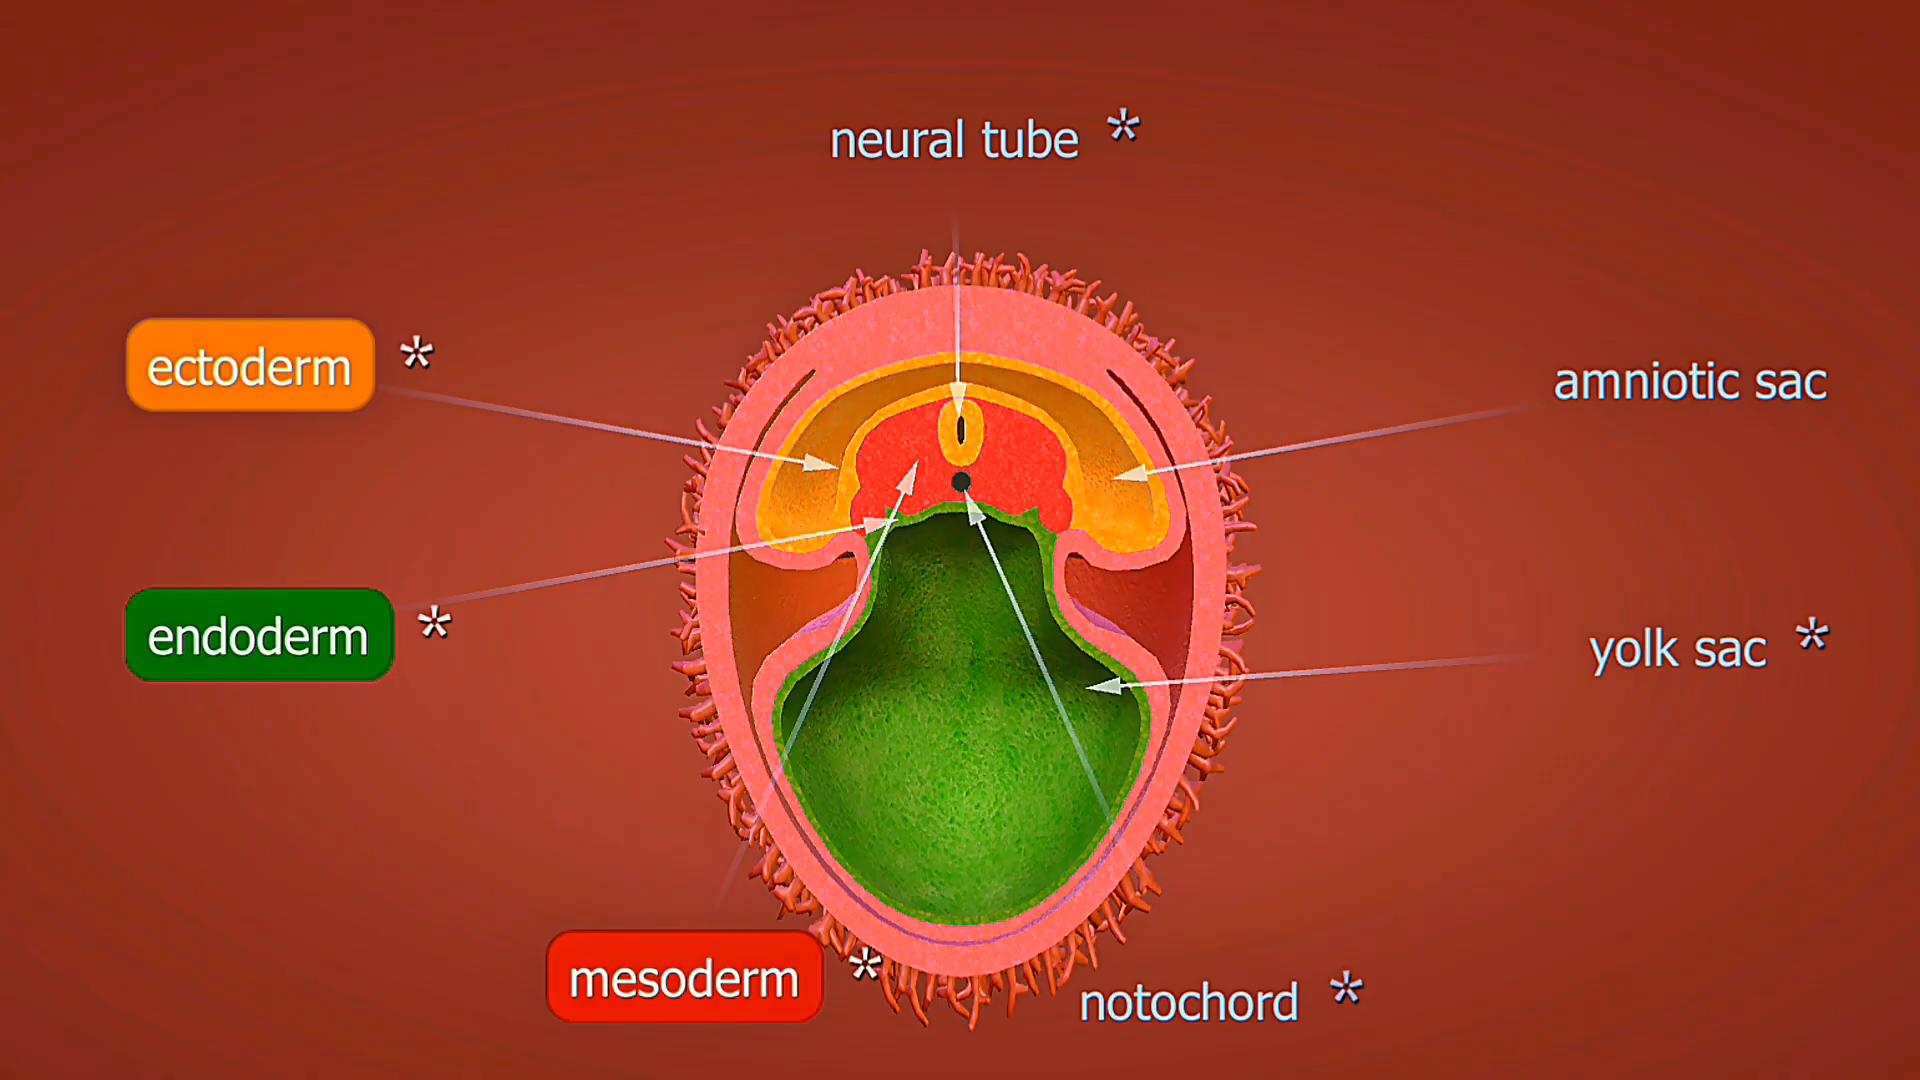 neural tube *
ectoderm *
amniotic sac
endoderm *
yolk sac *
mesoderm *
notochord *